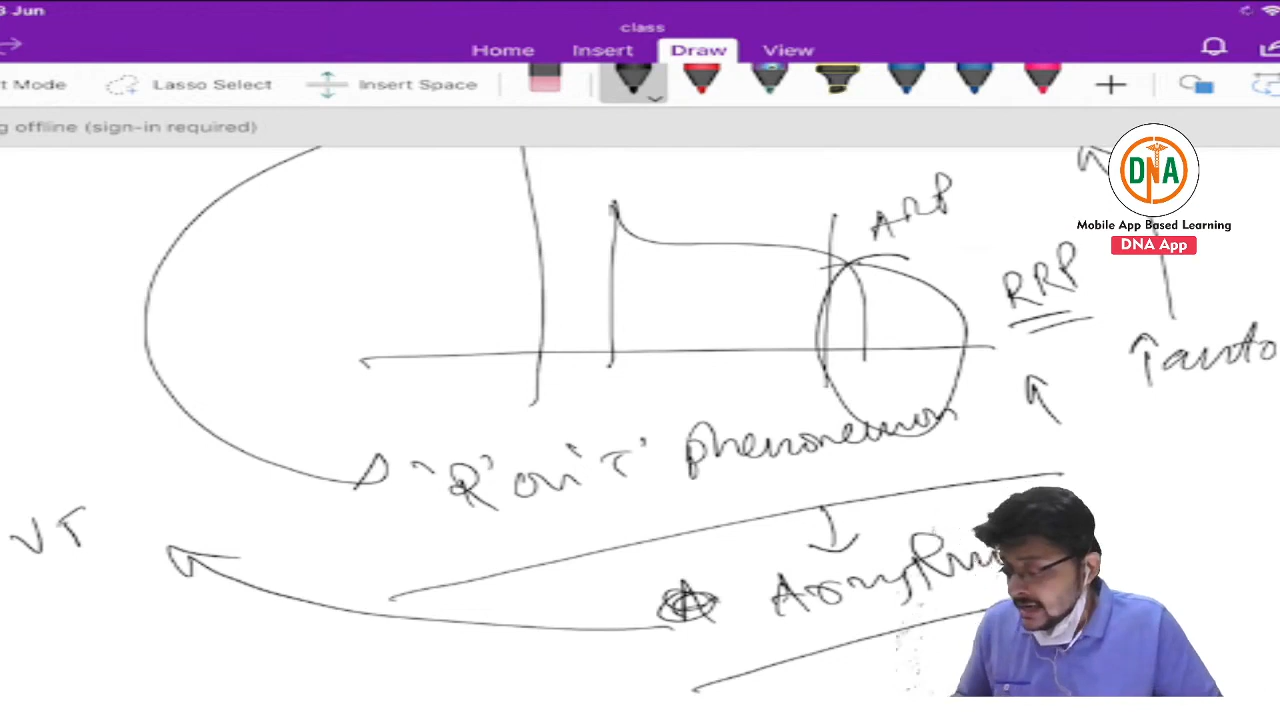 3 Jun
class
Home Insert Draw View
t Mode Lasso Select Insert Space
g offline (sign-in required)
DNA
Mobile App Based Learning
DNA App
ARP
RRP
↑auto
"R" on 'T' phenomenon
VT